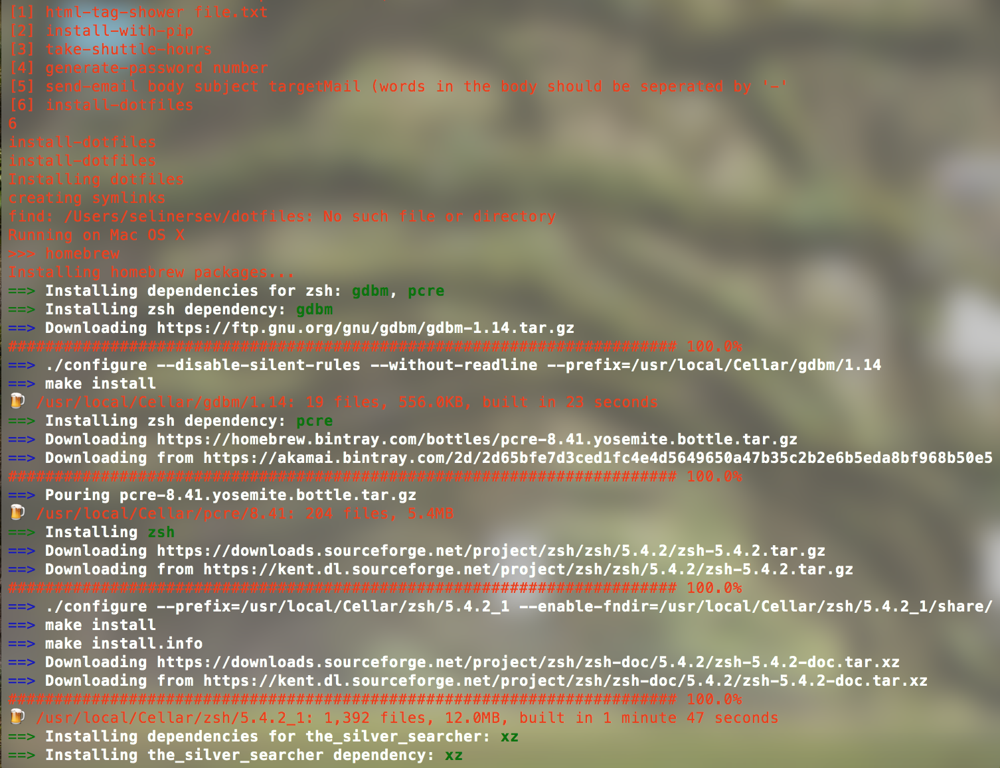 [1] html-tag-shower file.txt
[2] install-with-pip
[3] take-shuttle-hours
[4] generate-password number
[5] send-email body subject targetMail (words in the body should be seperated by '-'
[6] install-dotfiles
6
install-dotfiles
install-dotfiles
Installing dotfiles
creating symlinks
find: /Users/selinersev/dotfiles: No such file or directory
Running on Mac OS X
>>> homebrew
Installing homebrew packages...
==> Installing dependencies for zsh: gdbm, pcre
==> Installing zsh dependency: gdbm
==> Downloading https://ftp.gnu.org/gnu/gdbm/gdbm-1.14.tar.gz
######################################################################## 100.0%
==> ./configure --disable-silent-rules --without-readline --prefix=/usr/local/Cellar/gdbm/1.14
==> make install
🍺 /usr/local/Cellar/gdbm/1.14: 19 files, 556.0KB, built in 23 seconds
==> Installing zsh dependency: pcre
==> Downloading https://homebrew.bintray.com/bottles/pcre-8.41.yosemite.bottle.tar.gz
==> Downloading from https://akamai.bintray.com/2d/2d65bfe7d3ced1fc4e4d5649650a47b35c2b2e6b5eda8bf968b50e5
######################################################################## 100.0%
==> Pouring pcre-8.41.yosemite.bottle.tar.gz
🍺 /usr/local/Cellar/pcre/8.41: 204 files, 5.4MB
==> Installing zsh
==> Downloading https://downloads.sourceforge.net/project/zsh/zsh/5.4.2/zsh-5.4.2.tar.gz
==> Downloading from https://kent.dl.sourceforge.net/project/zsh/zsh/5.4.2/zsh-5.4.2.tar.gz
######################################################################## 100.0%
==> ./configure --prefix=/usr/local/Cellar/zsh/5.4.2_1 --enable-fndir=/usr/local/Cellar/zsh/5.4.2_1/share/
==> make install
==> make install.info
==> Downloading https://downloads.sourceforge.net/project/zsh/zsh-doc/5.4.2/zsh-5.4.2-doc.tar.xz
==> Downloading from https://kent.dl.sourceforge.net/project/zsh/zsh-doc/5.4.2/zsh-5.4.2-doc.tar.xz
######################################################################## 100.0%
🍺 /usr/local/Cellar/zsh/5.4.2_1: 1,392 files, 12.0MB, built in 1 minute 47 seconds
==> Installing dependencies for the_silver_searcher: xz
==> Installing the_silver_searcher dependency: xz